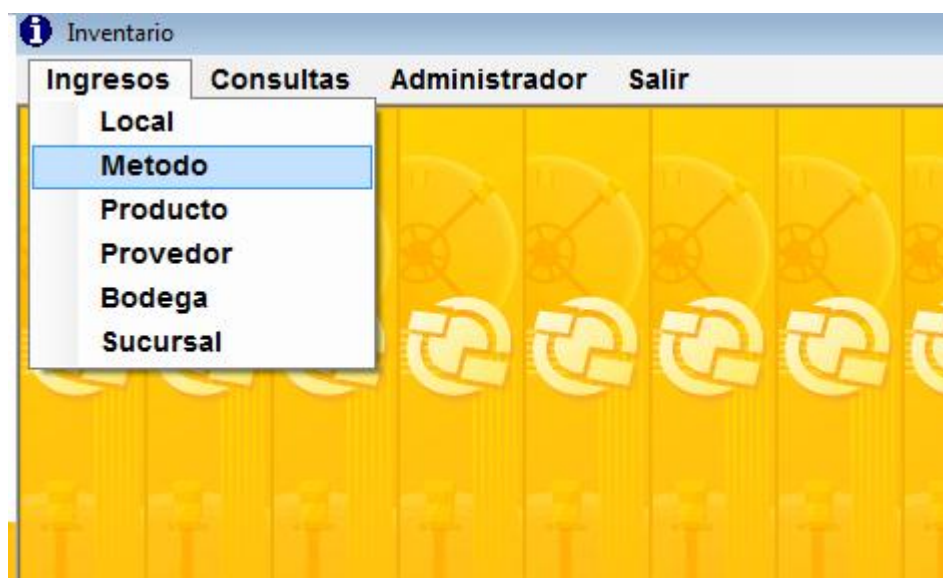 Inventario
Ingresos Consultas Administrador Salir
Local
Metodo
Producto
Provedor
Bodega
Sucursal